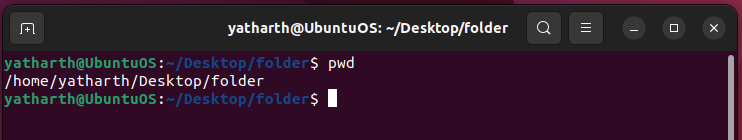 yatharth@UbuntuOS: ~/Desktop/folder
yatharth@UbuntuOS:~/Desktop/folder$ pwd
/home/yatharth/Desktop/folder
yatharth@UbuntuOS:~/Desktop/folder$